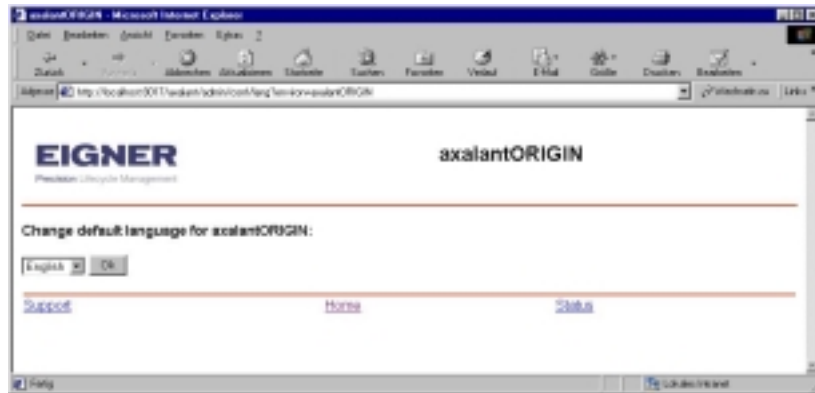 axalantORIGIN - Microsoft Internet Explorer
Datei Bearbeiten Ansicht Favoriten Extras ?
Zurück Abbrechen Aktualisieren Startseite Suchen Favoriten Verlauf E-Mail Größe Drucken Bearbeiten
Adresse Wechseln zu Links
EIGNER
Precision Lifecycle Management
axalantORIGIN
Change default language for axalantORIGIN:
English Ok
Support Home Status
Fertig Lokales Intranet